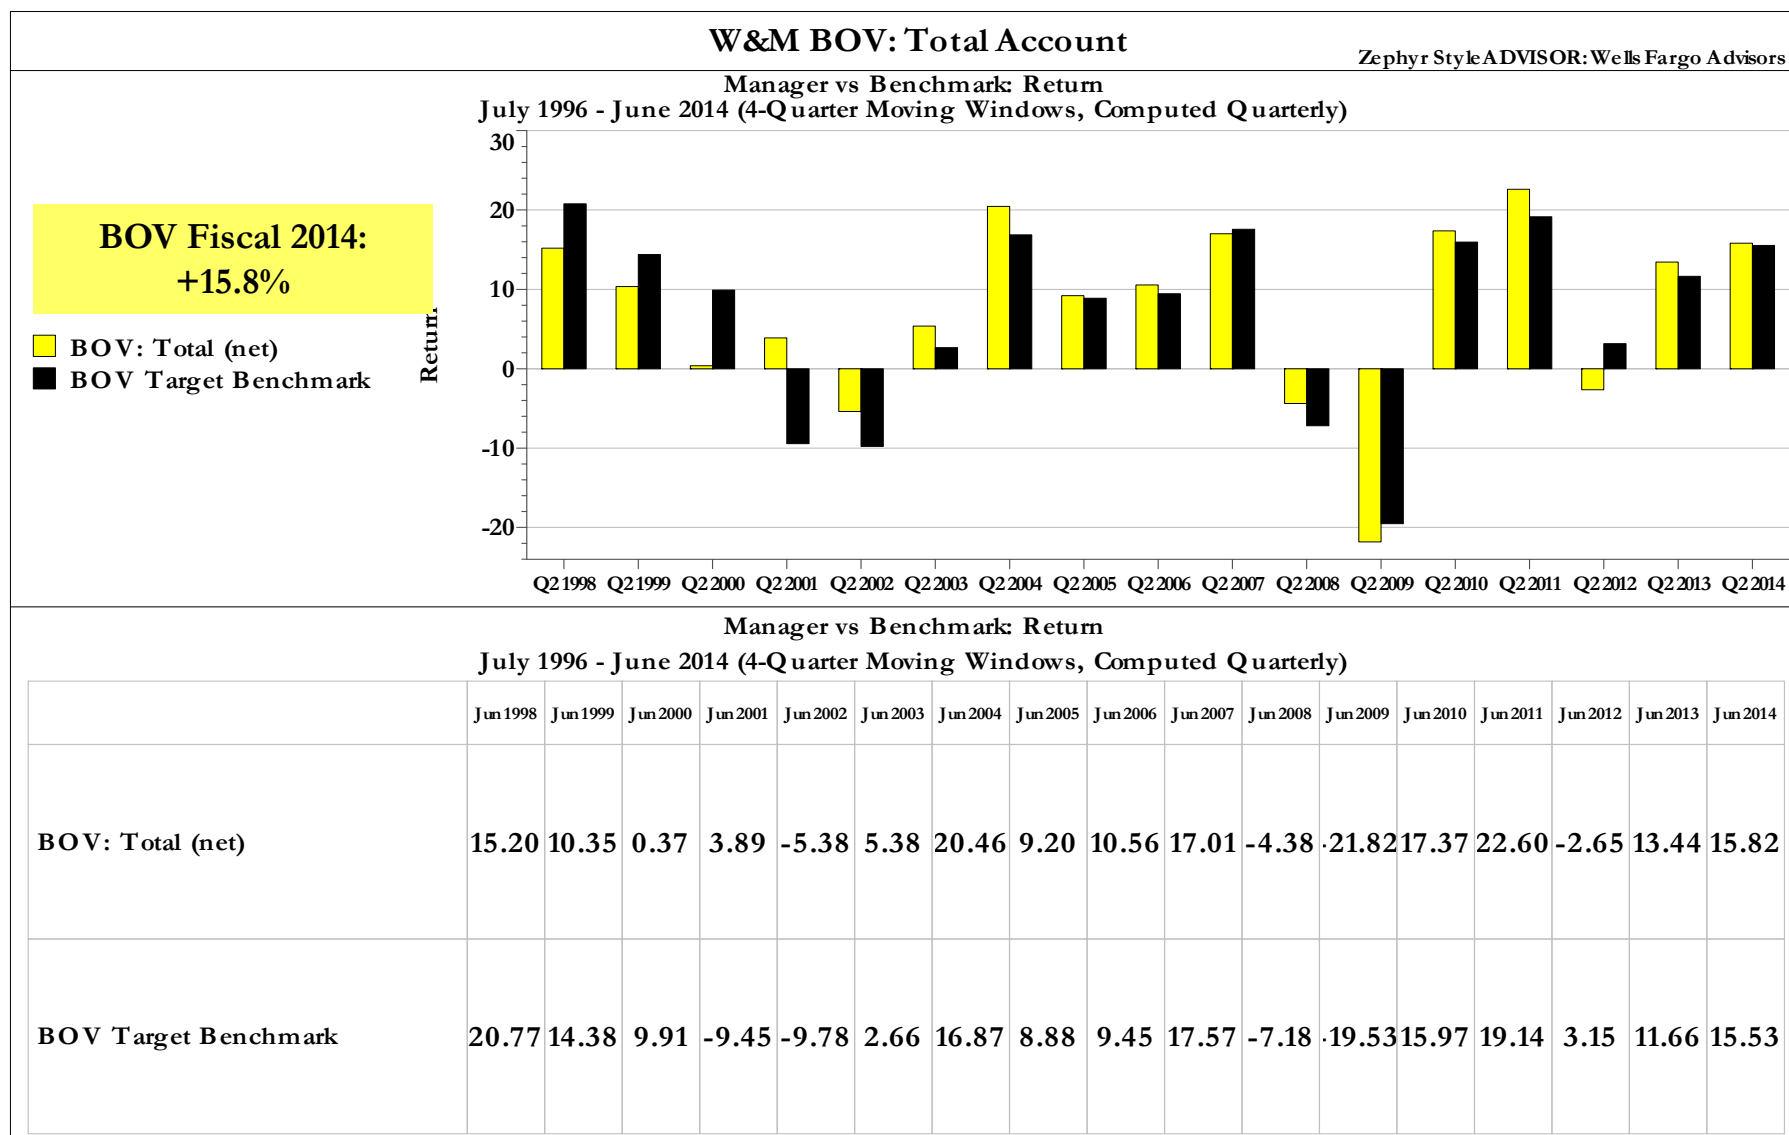 W&M BOV: Total Account
Zephyr StyleADVISOR: Wells Fargo Advisors
Manager vs Benchmark: Return
July 1996 - June 2014 (4-Quarter Moving Windows, Computed Quarterly)
BOV Fiscal 2014:
+15.8%
BOV: Total (net)
BOV Target Benchmark
Return
30
20
10
0
-10
-20
Q2 1998 Q2 1999 Q2 2000 Q2 2001 Q2 2002 Q2 2003 Q2 2004 Q2 2005 Q2 2006 Q2 2007 Q2 2008 Q2 2009 Q2 2010 Q2 2011 Q2 2012 Q2 2013 Q2 2014
Manager vs Benchmark: Return
July 1996 - June 2014 (4-Quarter Moving Windows, Computed Quarterly)
Jun 1998 Jun 1999 Jun 2000 Jun 2001 Jun 2002 Jun 2003 Jun 2004 Jun 2005 Jun 2006 Jun 2007 Jun 2008 Jun 2009 Jun 2010 Jun 2011 Jun 2012 Jun 2013 Jun 2014
BOV: Total (net) 15.20 10.35 0.37 3.89 -5.38 5.38 20.46 9.20 10.56 17.01 -4.38 -21.82 17.37 22.60 -2.65 13.44 15.82
BOV Target Benchmark 20.77 14.38 9.91 -9.45 -9.78 2.66 16.87 8.88 9.45 17.57 -7.18 -19.53 15.97 19.14 3.15 11.66 15.53